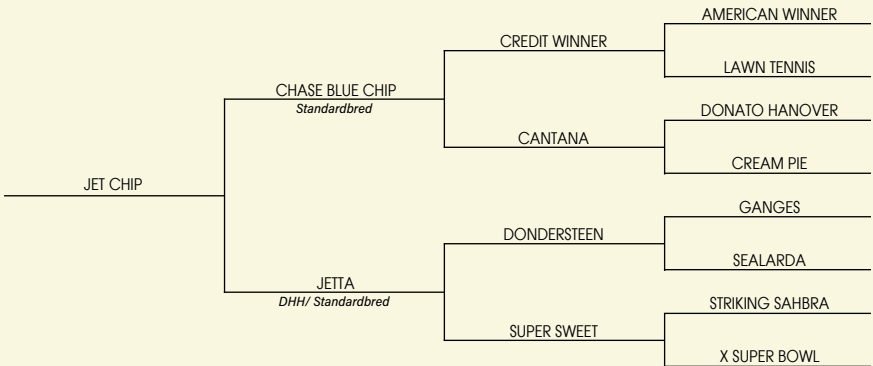 AMERICAN WINNER
CREDIT WINNER
LAWN TENNIS
CHASE BLUE CHIP
Standardbred
DONATO HANOVER
CANTANA
CREAM PIE
JET CHIP
GANGES
DONDERSTEEN
SEALARDA
JETTA
DHH/ Standardbred
STRIKING SAHBRA
SUPER SWEET
X SUPER BOWL